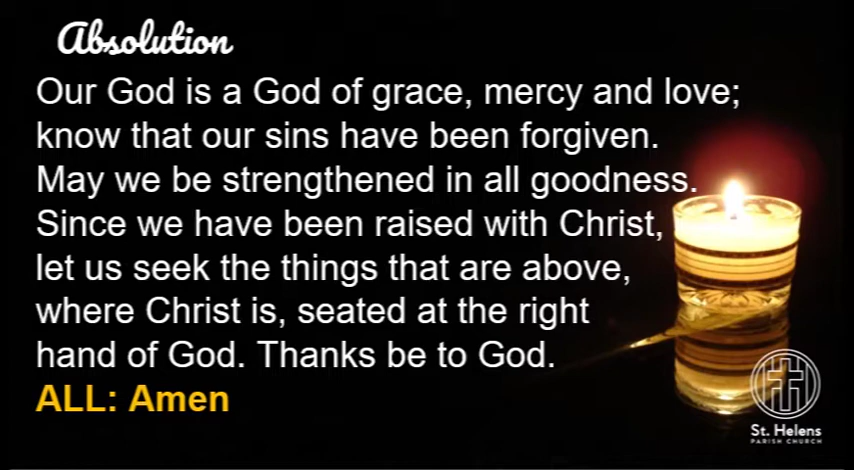 Absolution
Our God is a God of grace, mercy and love;
know that our sins have been forgiven.
May we be strengthened in all goodness.
Since we have been raised with Christ,
let us seek the things that are above,
where Christ is, seated at the right
hand of God. Thanks be to God.
ALL: Amen
St. Helens
PARISH CHURCH